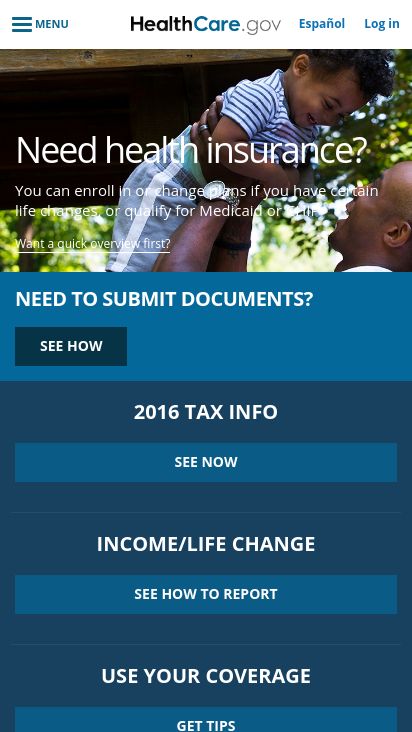 MENU
HealthCare.gov
Español
Log in
Need health insurance?
You can enroll in or change plans if you have certain
life changes, or qualify for Medicaid or CHIP.
Want a quick overview first?
NEED TO SUBMIT DOCUMENTS?
SEE HOW
2016 TAX INFO
SEE NOW
INCOME/LIFE CHANGE
SEE HOW TO REPORT
USE YOUR COVERAGE
GET TIPS